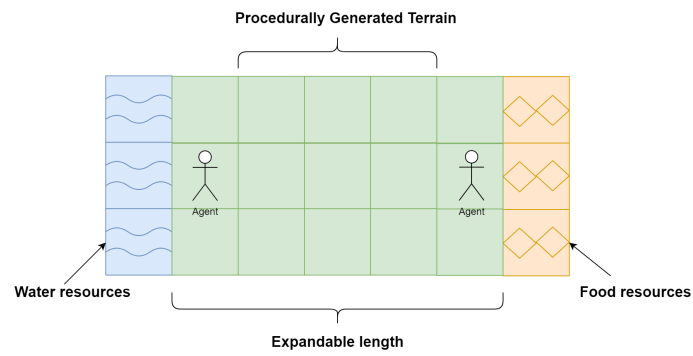 Procedurally Generated Terrain
Agent
Agent
Water resources
Food resources
Expandable length